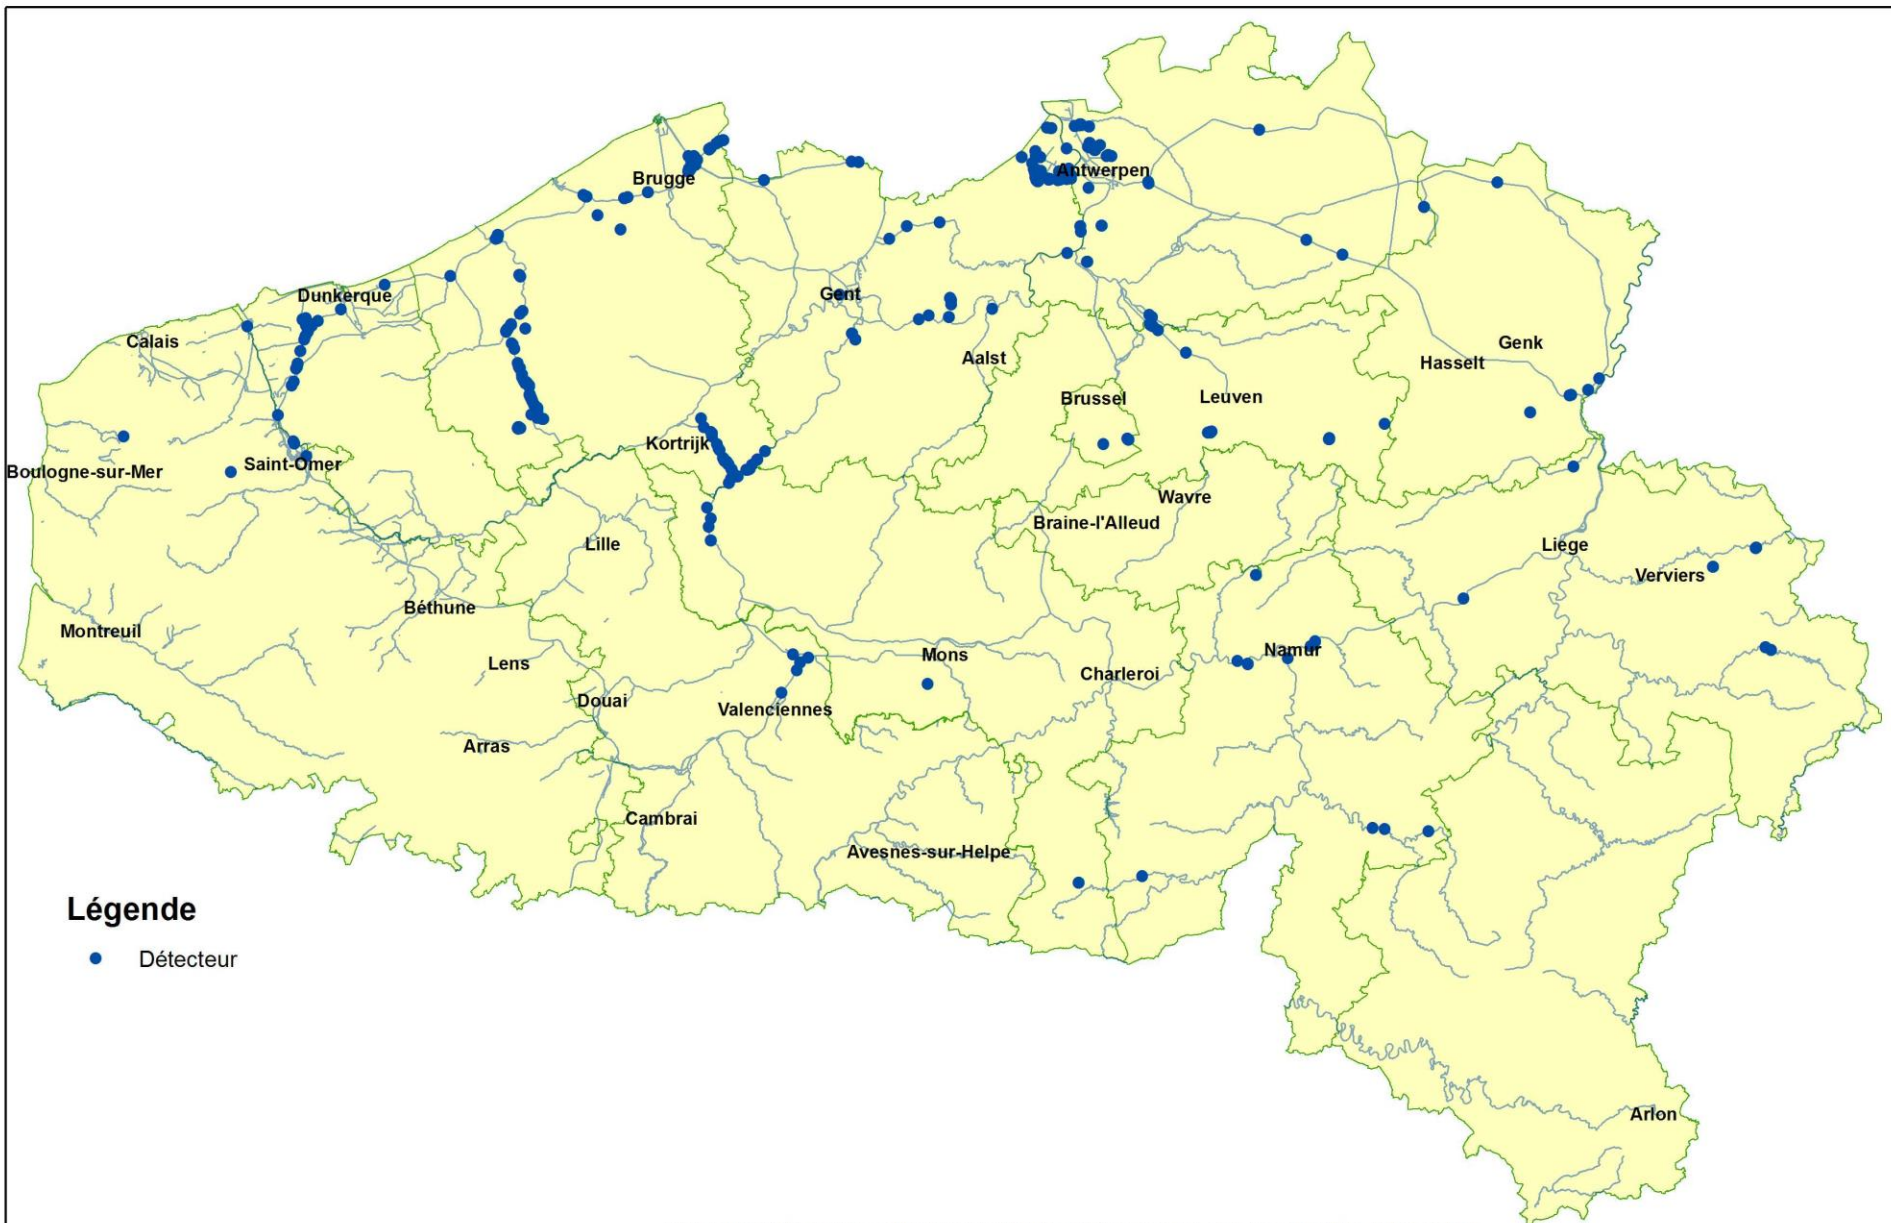 Antwerpen
Brugge
Dunkerque
Gent
Calais
Genk
Aalst
Hasselt
Brussel
Leuven
Kortrijk
Saint-Omer
Boulogne-sur-Mer
Wavre
Braine-l'Alleud
Lille
Liege
Verviers
Béthune
Montreuil
Namur
Mons
Lens
Charleroi
Douai
Valenciennes
Arras
Cambrai
Avesnes-sur-Helpe
Légende
Détecteur
Arlon